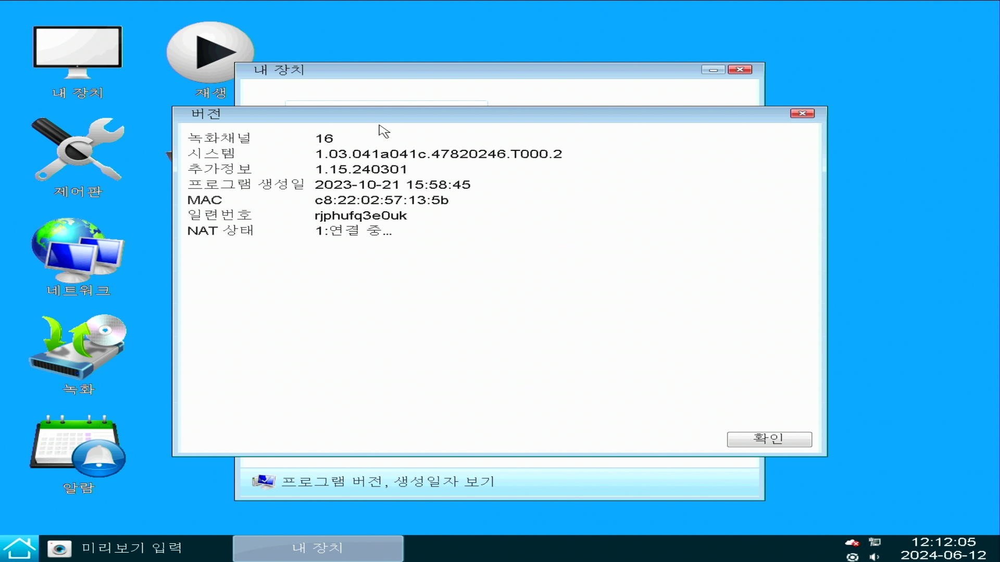 내 장치
재생
제어판
네트워크
녹화
알람
내 장치
버전
녹화채널 16
시스템 1.03.041a041c.47820246.T000.2
추가정보 1.15.240301
프로그램 생성일 2023-10-21 15:58:45
MAC c8:22:02:57:13:5b
일련번호 rjphufq3e0uk
NAT 상태 1:연결 중...
확인
프로그램 버전, 생성일자 보기
미리보기 입력
내 장치
12:12:05
2024-06-12